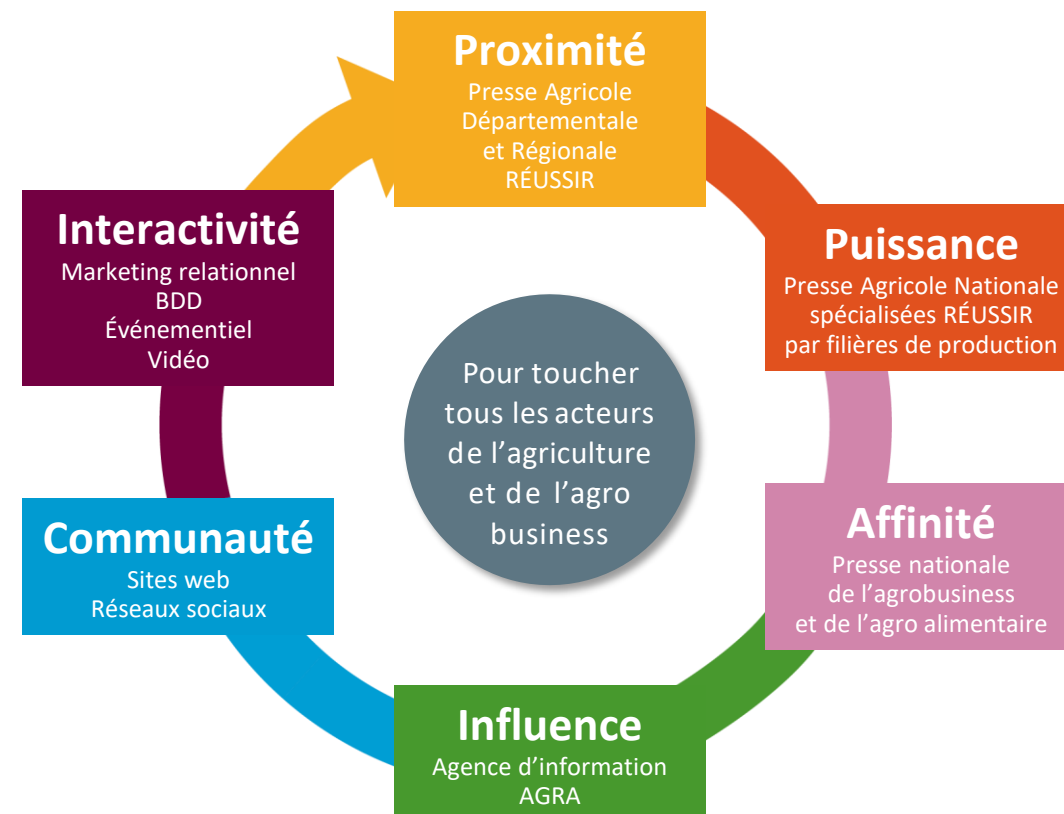 Proximité
Presse Agricole
Départementale
et Régionale
RÉUSSIR
Puissance
Presse Agricole Nationale
spécialisées RÉUSSIR
par filières de production
Affinité
Presse nationale
de l'agrobusiness
et de l'agro alimentaire
Influence
Agence d'information
AGRA
Communauté
Sites web
Réseaux sociaux
Interactivité
Marketing relationnel
BDD
Événementiel
Vidéo
Pour toucher
tous les acteurs
de l'agriculture
et de l'agro
business